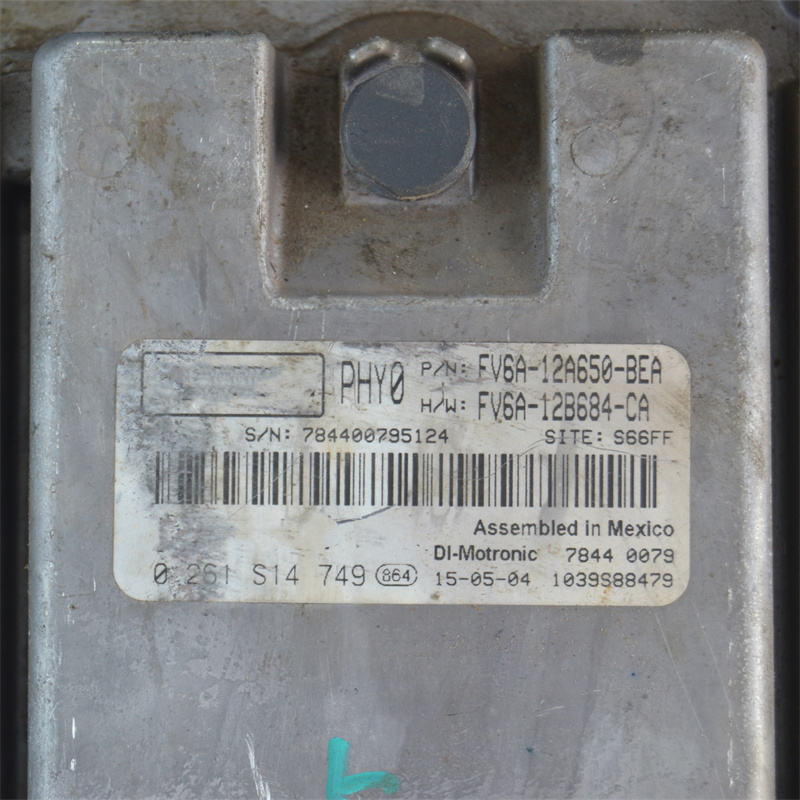 PHY0
P/N: FV6A-12A650-BEA
H/W: FV6A-12B684-CA
S/N: 784400795124 SITE: S66FF
Assembled in Mexico
DI-Motronic 7844 0079
0 261 S14 749 864 15-05-04 1039S88479